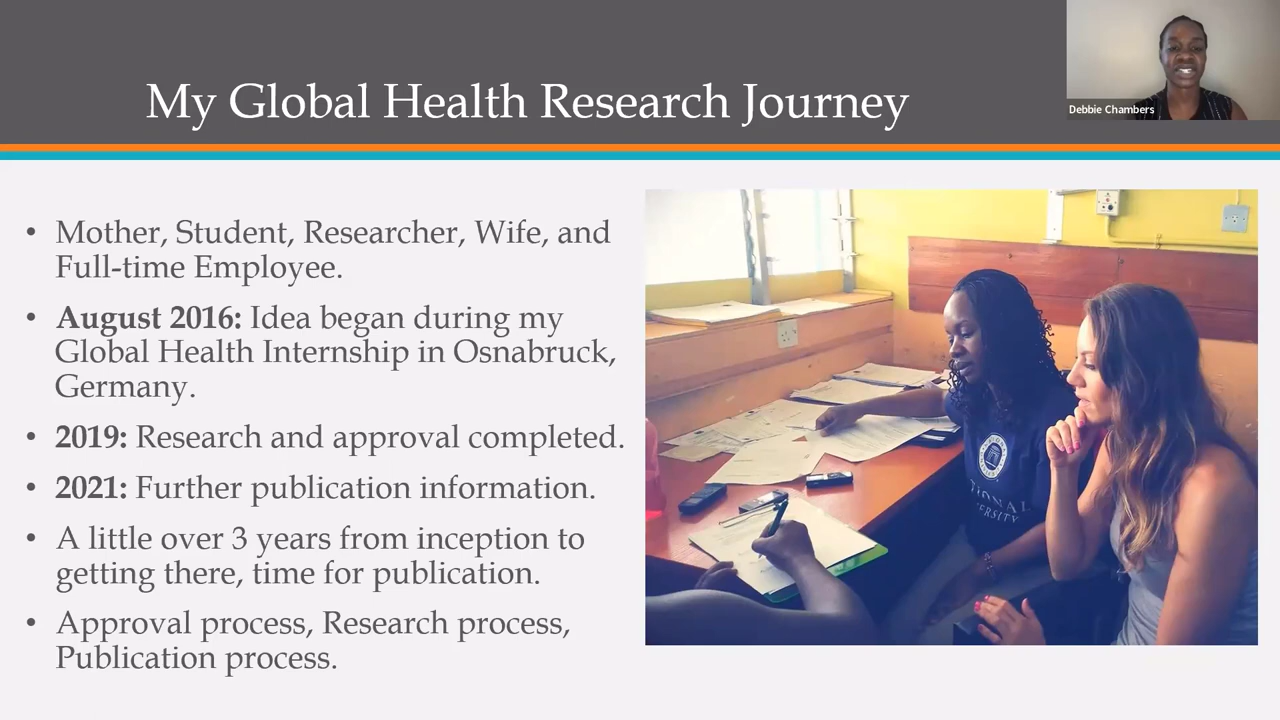 My Global Health Research Journey
Debbie Chambers
• Mother, Student, Researcher, Wife, and
Full-time Employee.
• August 2016: Idea began during my
Global Health Internship in Osnabruck,
Germany.
• 2019: Research and approval completed.
• 2021: Further publication information.
• A little over 3 years from inception to
getting there, time for publication.
• Approval process, Research process,
Publication process.